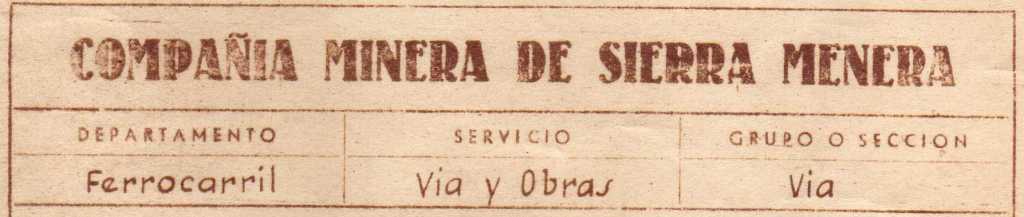 COMPAÑIA MINERA DE SIERRA MENERA
DEPARTAMENTO SERVICIO GRUPO O SECCION
Ferrocarril Via y Obras Via